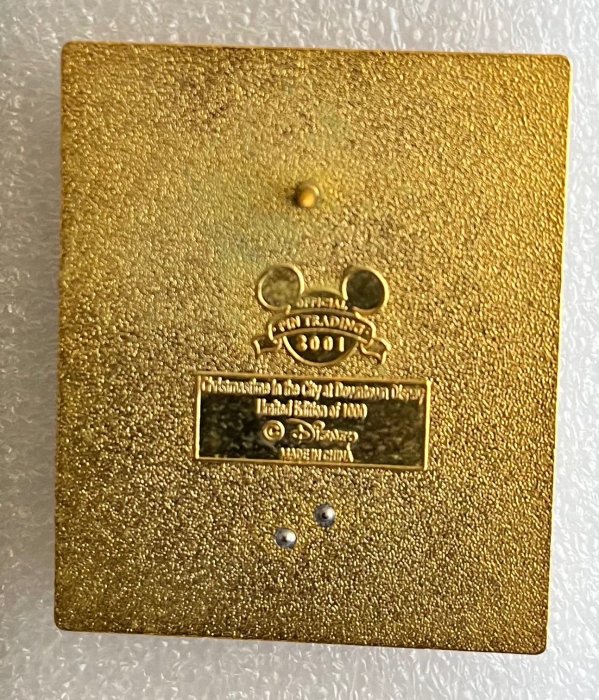 OFFICIAL
PIN TRADING
2001
Christmastime in the City at Downtown Disney
Limited Edition of 1000
© Disney
MADE IN CHINA